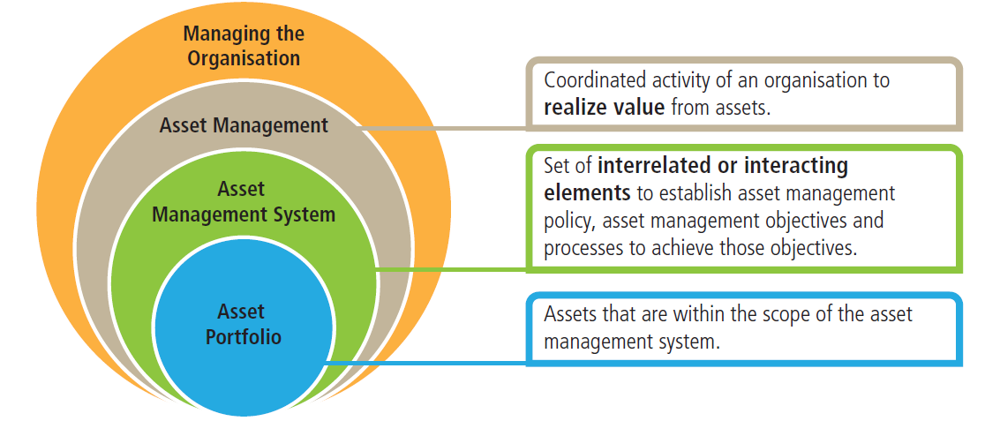 Managing the
Organisation
Asset Management
Asset
Management System
Asset
Portfolio
Coordinated activity of an organisation to
realize value from assets.
Set of interrelated or interacting
elements to establish asset management
policy, asset management objectives and
processes to achieve those objectives.
Assets that are within the scope of the asset
management system.